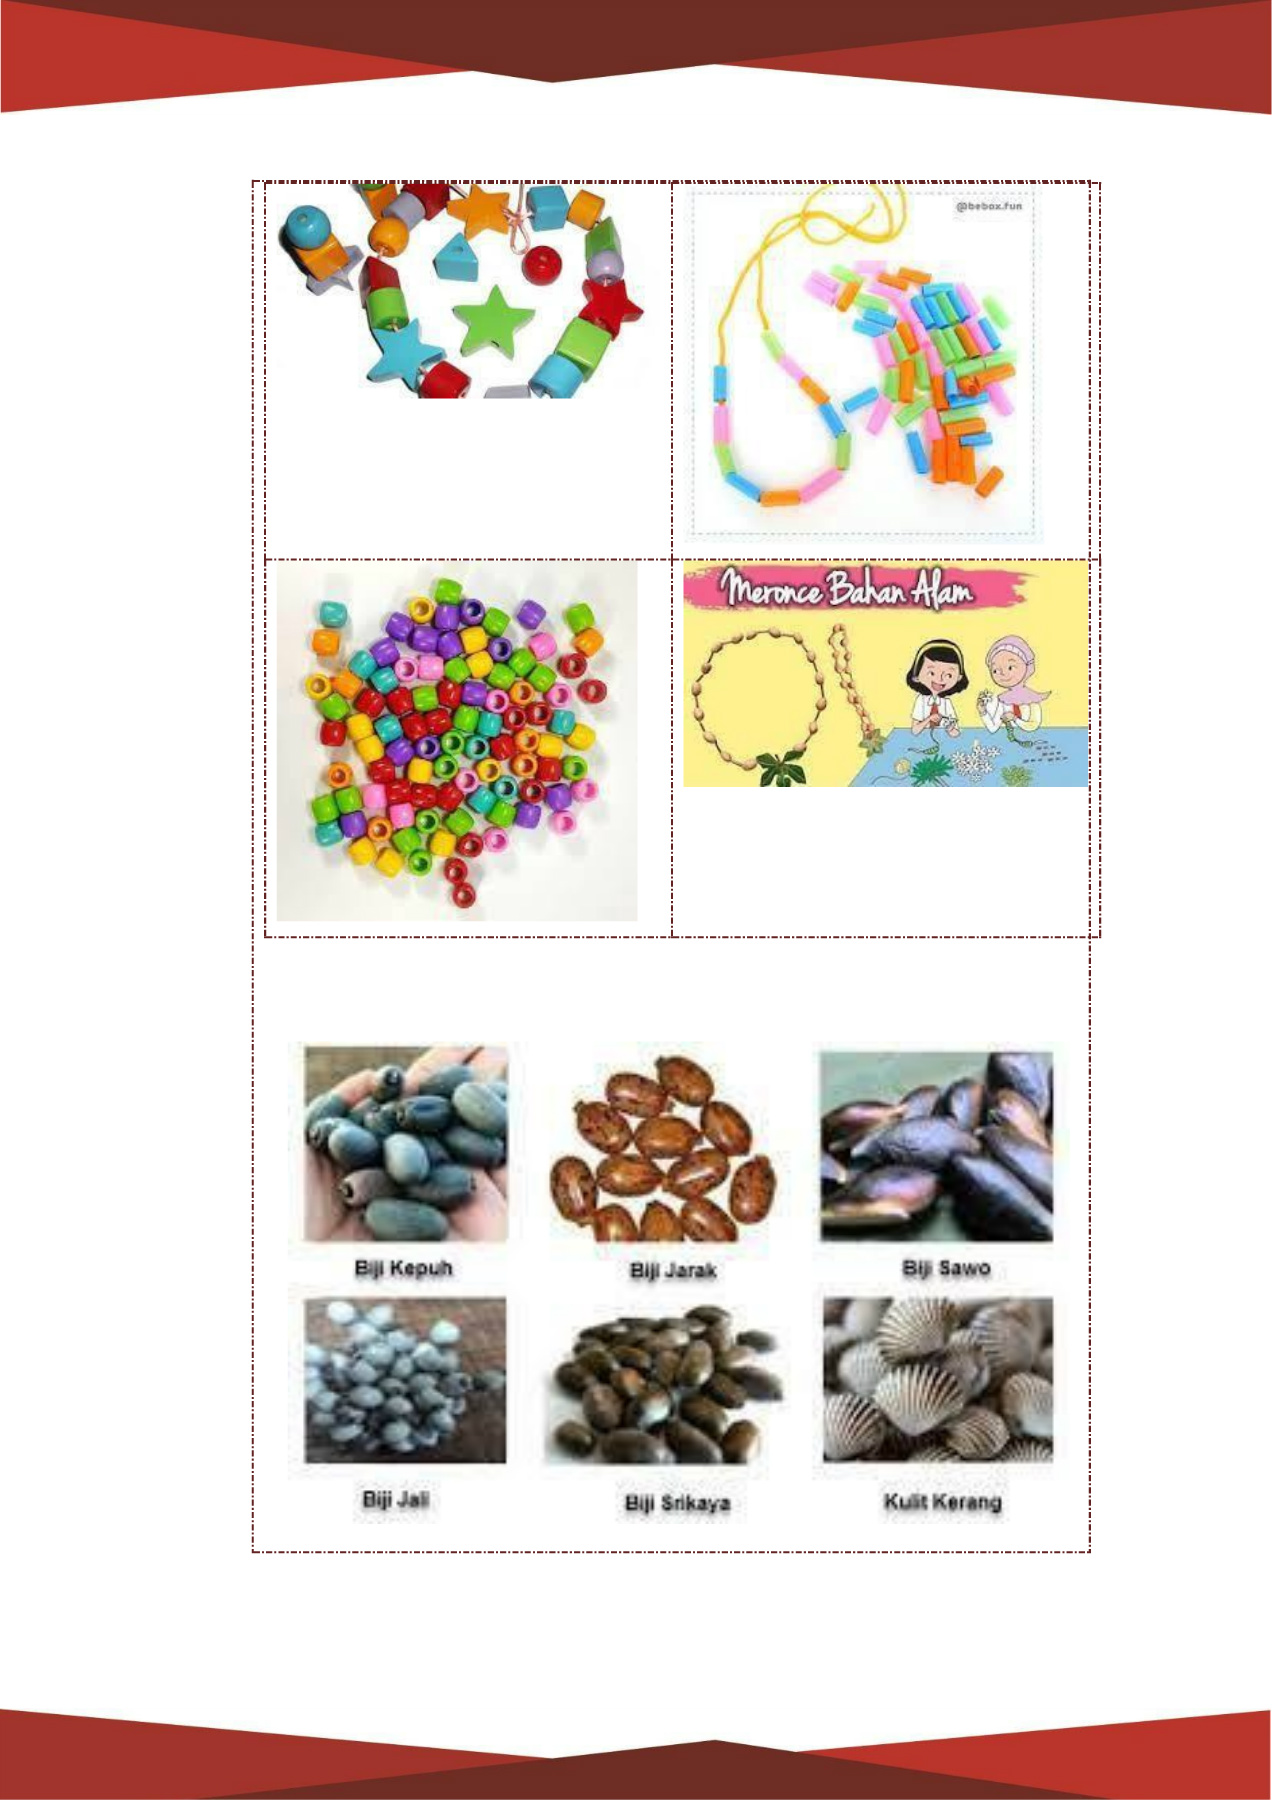 @bebox.fun
Meronce Bahan Alam
Biji Kepuh
Biji Jarak
Biji Sawo
Biji Jali
Biji Srikaya
Kulit Kerang